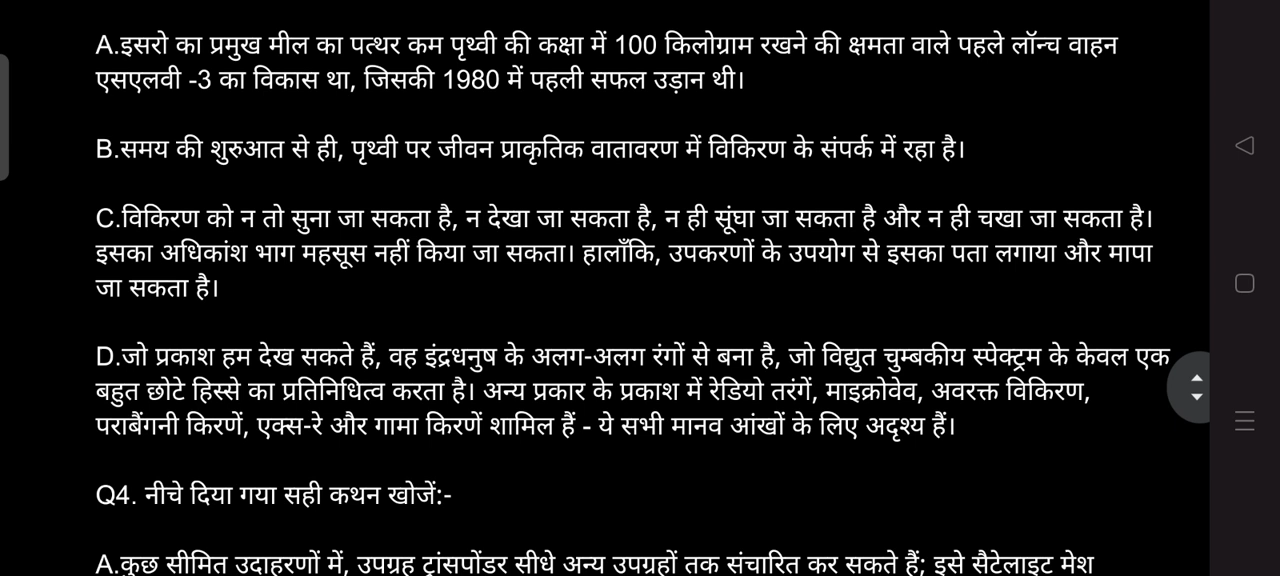 A.इसरो का प्रमुख मील का पत्थर कम पृथ्वी की कक्षा में 100 किलोग्राम रखने की क्षमता वाले पहले लॉन्च वाहन
एसएलवी -3 का विकास था, जिसकी 1980 में पहली सफल उड़ान थी।
B.समय की शुरुआत से ही, पृथ्वी पर जीवन प्राकृतिक वातावरण में विकिरण के संपर्क में रहा है।
C.विकिरण को न तो सुना जा सकता है, न देखा जा सकता है, न ही सूंघा जा सकता है और न ही चखा जा सकता है।
इसका अधिकांश भाग महसूस नहीं किया जा सकता। हालाँकि, उपकरणों के उपयोग से इसका पता लगाया और मापा
जा सकता है।
D.जो प्रकाश हम देख सकते हैं, वह इंद्रधनुष के अलग-अलग रंगों से बना है, जो विद्युत चुम्बकीय स्पेक्ट्रम के केवल एक
बहुत छोटे हिस्से का प्रतिनिधित्व करता है। अन्य प्रकार के प्रकाश में रेडियो तरंगें, माइक्रोवेव, अवरक्त विकिरण,
पराबैंगनी किरणें, एक्स-रे और गामा किरणें शामिल हैं - ये सभी मानव आंखों के लिए अदृश्य हैं।
Q4. नीचे दिया गया सही कथन खोजें:-
A.कुछ सीमित उदाहरणों में, उपग्रह ट्रांसपोंडर सीधे अन्य उपग्रहों तक संचारित कर सकते हैं; इसे सैटेलाइट मेश